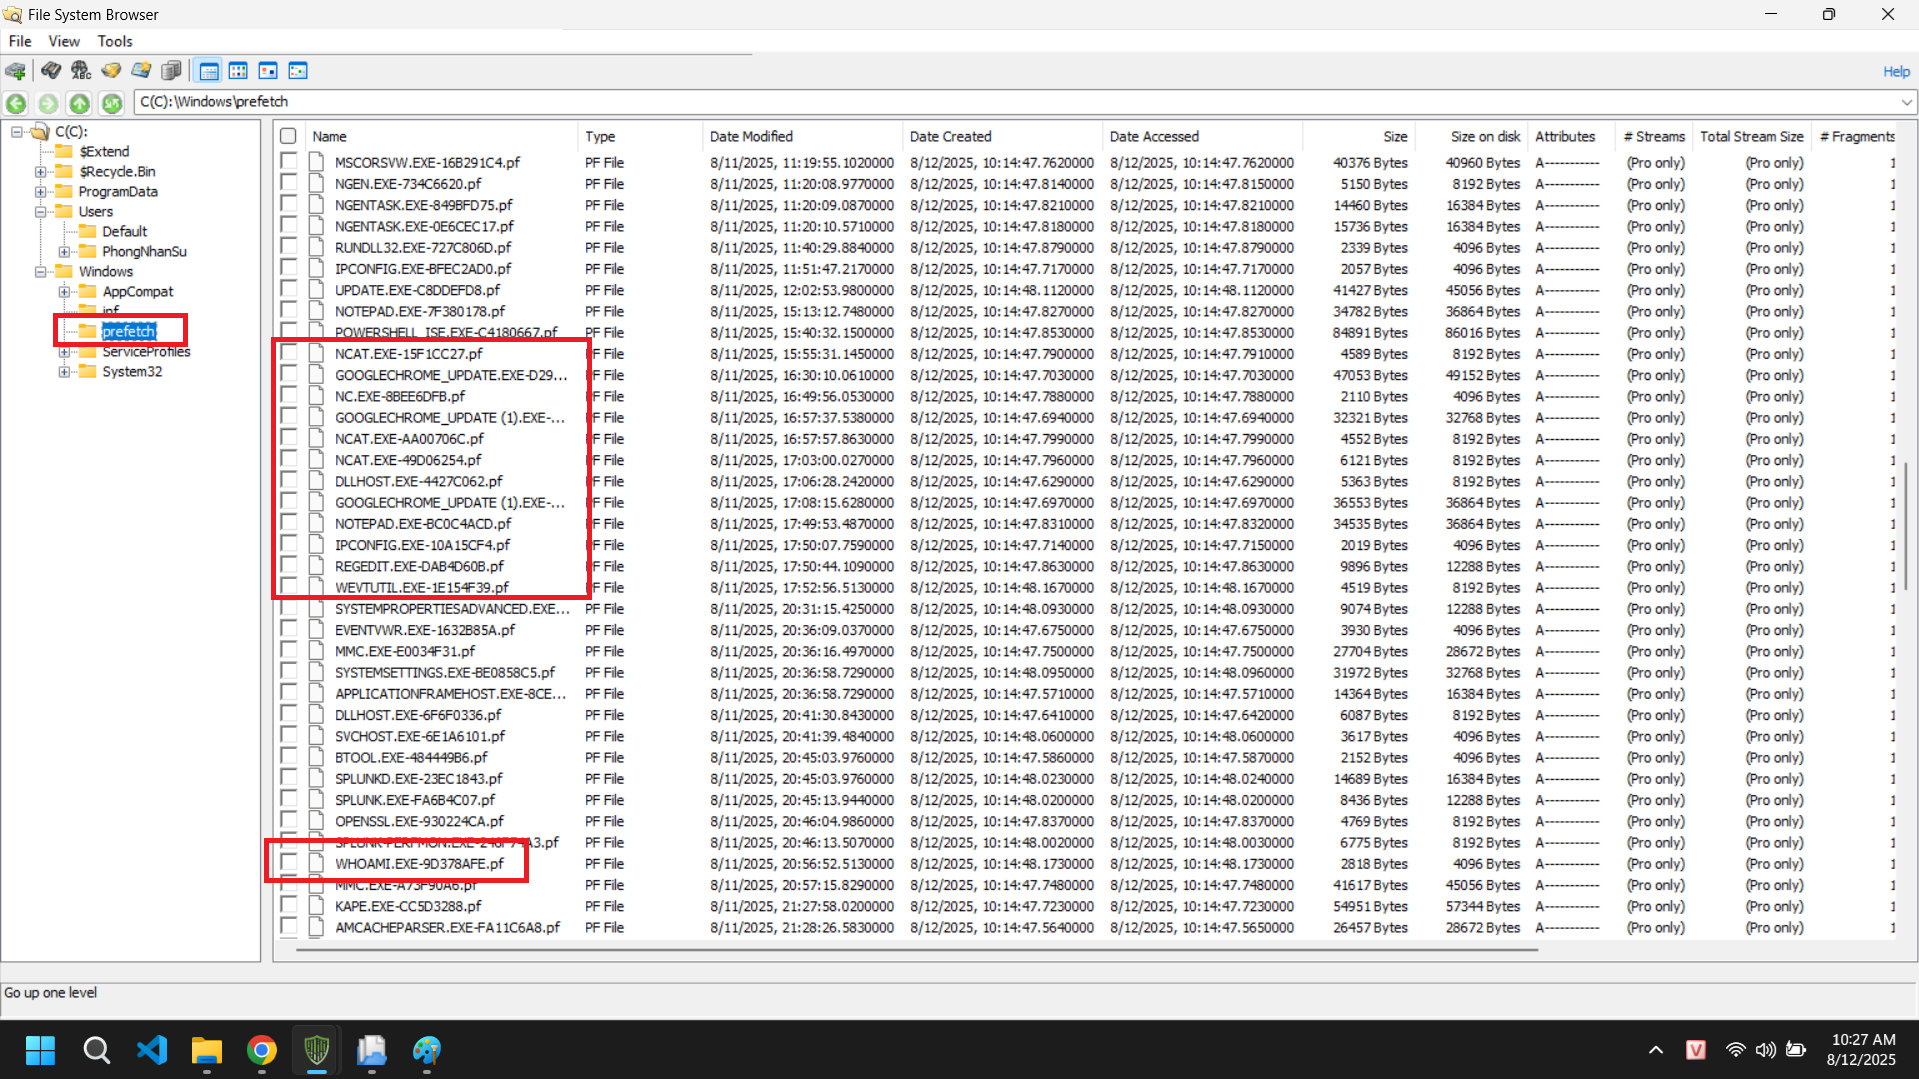 File System Browser
File View Tools
Help
C(C):\Windows\prefetch
C(C):
$Extend
$Recycle.Bin
ProgramData
Users
Default
PhongNhanSu
Windows
AppCompat
inf
prefetch
ServiceProfiles
System32
Name Type Date Modified Date Created Date Accessed Size Size on disk Attributes # Streams Total Stream Size # Fragments
MSCORSVW.EXE-16B291C4.pf PF File 8/11/2025, 11:19:55.1020000 8/12/2025, 10:14:47.7620000 8/12/2025, 10:14:47.7620000 40376 Bytes 40960 Bytes A----------- (Pro only) (Pro only) 1
NGEN.EXE-734C6620.pf PF File 8/11/2025, 11:20:08.9770000 8/12/2025, 10:14:47.8140000 8/12/2025, 10:14:47.8150000 5150 Bytes 8192 Bytes A----------- (Pro only) (Pro only) 1
NGENTASK.EXE-849BFD75.pf PF File 8/11/2025, 11:20:09.0870000 8/12/2025, 10:14:47.8210000 8/12/2025, 10:14:47.8210000 14460 Bytes 16384 Bytes A----------- (Pro only) (Pro only) 1
NGENTASK.EXE-0E6CEC17.pf PF File 8/11/2025, 11:20:10.5710000 8/12/2025, 10:14:47.8180000 8/12/2025, 10:14:47.8180000 15736 Bytes 16384 Bytes A----------- (Pro only) (Pro only) 1
RUNDLL32.EXE-727C806D.pf PF File 8/11/2025, 11:40:29.8840000 8/12/2025, 10:14:47.8790000 8/12/2025, 10:14:47.8790000 2339 Bytes 4096 Bytes A----------- (Pro only) (Pro only) 1
IPCONFIG.EXE-BFEC2AD0.pf PF File 8/11/2025, 11:51:47.2170000 8/12/2025, 10:14:47.7170000 8/12/2025, 10:14:47.7170000 2057 Bytes 4096 Bytes A----------- (Pro only) (Pro only) 1
UPDATE.EXE-C8DDEFD8.pf PF File 8/11/2025, 12:02:53.9800000 8/12/2025, 10:14:48.1120000 8/12/2025, 10:14:48.1120000 41427 Bytes 45056 Bytes A----------- (Pro only) (Pro only) 1
NOTEPAD.EXE-7F380178.pf PF File 8/11/2025, 15:13:12.7480000 8/12/2025, 10:14:47.8270000 8/12/2025, 10:14:47.8270000 34782 Bytes 36864 Bytes A----------- (Pro only) (Pro only) 1
POWERSHELL_ISE.EXE-C4180667.pf PF File 8/11/2025, 15:40:32.1500000 8/12/2025, 10:14:47.8530000 8/12/2025, 10:14:47.8530000 84891 Bytes 86016 Bytes A----------- (Pro only) (Pro only) 1
NCAT.EXE-15F1CC27.pf PF File 8/11/2025, 15:55:31.1450000 8/12/2025, 10:14:47.7900000 8/12/2025, 10:14:47.7910000 4589 Bytes 8192 Bytes A----------- (Pro only) (Pro only) 1
GOOGLECHROME_UPDATE.EXE-D29... PF File 8/11/2025, 16:30:10.0610000 8/12/2025, 10:14:47.7030000 8/12/2025, 10:14:47.7030000 47053 Bytes 49152 Bytes A----------- (Pro only) (Pro only) 1
NC.EXE-8BEE6DFB.pf PF File 8/11/2025, 16:49:56.0530000 8/12/2025, 10:14:47.7880000 8/12/2025, 10:14:47.7880000 2110 Bytes 4096 Bytes A----------- (Pro only) (Pro only) 1
GOOGLECHROME_UPDATE (1).EXE-... PF File 8/11/2025, 16:57:37.5380000 8/12/2025, 10:14:47.6940000 8/12/2025, 10:14:47.6940000 32321 Bytes 32768 Bytes A----------- (Pro only) (Pro only) 1
NCAT.EXE-AA00706C.pf PF File 8/11/2025, 16:57:57.8630000 8/12/2025, 10:14:47.7990000 8/12/2025, 10:14:47.7990000 4552 Bytes 8192 Bytes A----------- (Pro only) (Pro only) 1
NCAT.EXE-49D06254.pf PF File 8/11/2025, 17:03:00.0270000 8/12/2025, 10:14:47.7960000 8/12/2025, 10:14:47.7960000 6121 Bytes 8192 Bytes A----------- (Pro only) (Pro only) 1
DLLHOST.EXE-4427C062.pf PF File 8/11/2025, 17:06:28.2420000 8/12/2025, 10:14:47.6290000 8/12/2025, 10:14:47.6290000 5363 Bytes 8192 Bytes A----------- (Pro only) (Pro only) 1
GOOGLECHROME_UPDATE (1).EXE-... PF File 8/11/2025, 17:08:15.6280000 8/12/2025, 10:14:47.6970000 8/12/2025, 10:14:47.6970000 36553 Bytes 36864 Bytes A----------- (Pro only) (Pro only) 1
NOTEPAD.EXE-BC0C4ACD.pf PF File 8/11/2025, 17:49:53.4870000 8/12/2025, 10:14:47.8310000 8/12/2025, 10:14:47.8320000 34535 Bytes 36864 Bytes A----------- (Pro only) (Pro only) 1
IPCONFIG.EXE-10A15CF4.pf PF File 8/11/2025, 17:50:07.7590000 8/12/2025, 10:14:47.7140000 8/12/2025, 10:14:47.7150000 2019 Bytes 4096 Bytes A----------- (Pro only) (Pro only) 1
REGEDIT.EXE-DAB4D60B.pf PF File 8/11/2025, 17:50:44.1090000 8/12/2025, 10:14:47.8630000 8/12/2025, 10:14:47.8630000 9896 Bytes 12288 Bytes A----------- (Pro only) (Pro only) 1
WEVTUTIL.EXE-1E154F39.pf PF File 8/11/2025, 17:52:56.5130000 8/12/2025, 10:14:48.1670000 8/12/2025, 10:14:48.1670000 4519 Bytes 8192 Bytes A----------- (Pro only) (Pro only) 1
SYSTEMPROPERTIESADVANCED.EXE... PF File 8/11/2025, 20:31:15.4250000 8/12/2025, 10:14:48.0930000 8/12/2025, 10:14:48.0930000 9074 Bytes 12288 Bytes A----------- (Pro only) (Pro only) 1
EVENTVWR.EXE-1632B85A.pf PF File 8/11/2025, 20:36:09.0370000 8/12/2025, 10:14:47.6750000 8/12/2025, 10:14:47.6750000 3930 Bytes 4096 Bytes A----------- (Pro only) (Pro only) 1
MMC.EXE-E0034F31.pf PF File 8/11/2025, 20:36:16.4970000 8/12/2025, 10:14:47.7500000 8/12/2025, 10:14:47.7500000 27704 Bytes 28672 Bytes A----------- (Pro only) (Pro only) 1
SYSTEMSETTINGS.EXE-BE0858C5.pf PF File 8/11/2025, 20:36:58.7290000 8/12/2025, 10:14:48.0950000 8/12/2025, 10:14:48.0960000 31972 Bytes 32768 Bytes A----------- (Pro only) (Pro only) 1
APPLICATIONFRAMEHOST.EXE-8CE... PF File 8/11/2025, 20:36:58.7290000 8/12/2025, 10:14:47.5710000 8/12/2025, 10:14:47.5710000 14364 Bytes 16384 Bytes A----------- (Pro only) (Pro only) 1
DLLHOST.EXE-6F6F0336.pf PF File 8/11/2025, 20:41:30.8430000 8/12/2025, 10:14:47.6410000 8/12/2025, 10:14:47.6420000 6087 Bytes 8192 Bytes A----------- (Pro only) (Pro only) 1
SVCHOST.EXE-6E1A6101.pf PF File 8/11/2025, 20:41:39.4840000 8/12/2025, 10:14:48.0600000 8/12/2025, 10:14:48.0600000 3617 Bytes 4096 Bytes A----------- (Pro only) (Pro only) 1
BTOOL.EXE-484449B6.pf PF File 8/11/2025, 20:45:03.9760000 8/12/2025, 10:14:47.5860000 8/12/2025, 10:14:47.5870000 2152 Bytes 4096 Bytes A----------- (Pro only) (Pro only) 1
SPLUNKD.EXE-23EC1843.pf PF File 8/11/2025, 20:45:03.9760000 8/12/2025, 10:14:48.0230000 8/12/2025, 10:14:48.0240000 14689 Bytes 16384 Bytes A----------- (Pro only) (Pro only) 1
SPLUNK.EXE-FA6B4C07.pf PF File 8/11/2025, 20:45:13.9440000 8/12/2025, 10:14:48.0200000 8/12/2025, 10:14:48.0200000 8436 Bytes 12288 Bytes A----------- (Pro only) (Pro only) 1
OPENSSL.EXE-930224CA.pf PF File 8/11/2025, 20:46:04.9860000 8/12/2025, 10:14:47.8370000 8/12/2025, 10:14:47.8370000 4769 Bytes 8192 Bytes A----------- (Pro only) (Pro only) 1
PF File 8/11/2025, 20:46:13.5070000 8/12/2025, 10:14:48.0020000 8/12/2025, 10:14:48.0030000 6775 Bytes 8192 Bytes A----------- (Pro only) (Pro only) 1
WHOAMI.EXE-9D378AFE.pf PF File 8/11/2025, 20:56:52.5130000 8/12/2025, 10:14:48.1730000 8/12/2025, 10:14:48.1730000 2818 Bytes 4096 Bytes A----------- (Pro only) (Pro only) 1
MMC.EXE-A73F90A6.pf PF File 8/11/2025, 20:57:15.8290000 8/12/2025, 10:14:47.7480000 8/12/2025, 10:14:47.7480000 41617 Bytes 45056 Bytes A----------- (Pro only) (Pro only) 1
KAPE.EXE-CC5D3288.pf PF File 8/11/2025, 21:27:58.0200000 8/12/2025, 10:14:47.7230000 8/12/2025, 10:14:47.7230000 54951 Bytes 57344 Bytes A----------- (Pro only) (Pro only) 1
AMCACHEPARSER.EXE-FA11C6A8.pf PF File 8/11/2025, 21:28:26.5830000 8/12/2025, 10:14:47.5640000 8/12/2025, 10:14:47.5650000 26457 Bytes 28672 Bytes A----------- (Pro only) (Pro only) 1
Go up one level
V
10:27 AM
8/12/2025